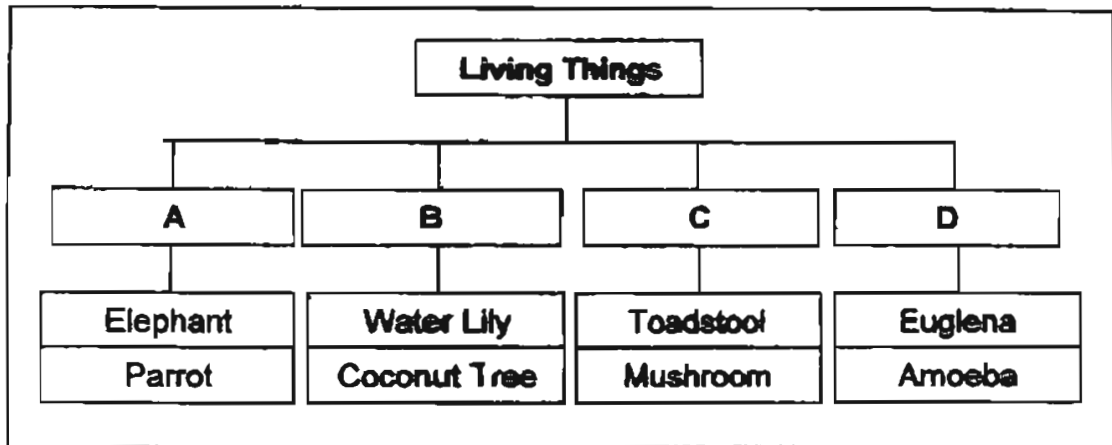 Living Things
A B C D
Elephant Water Lily Toadstool Euglena
Parrot Coconut Tree Mushroom Amoeba